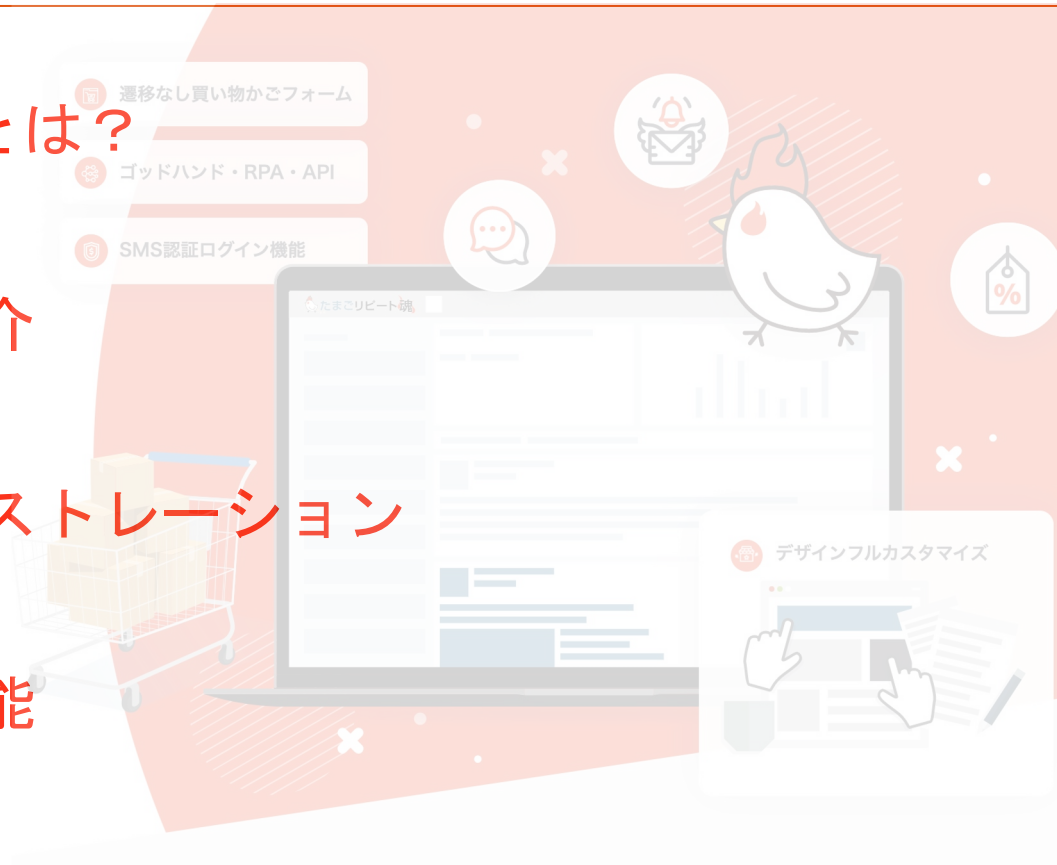 遷移なし買い物かごフォーム
とは？
ゴッドハンド・RPA・API
SMS認証ログイン機能
介
たまごリピート魂
%
ストレーション
デザインフルカスタマイズ
能